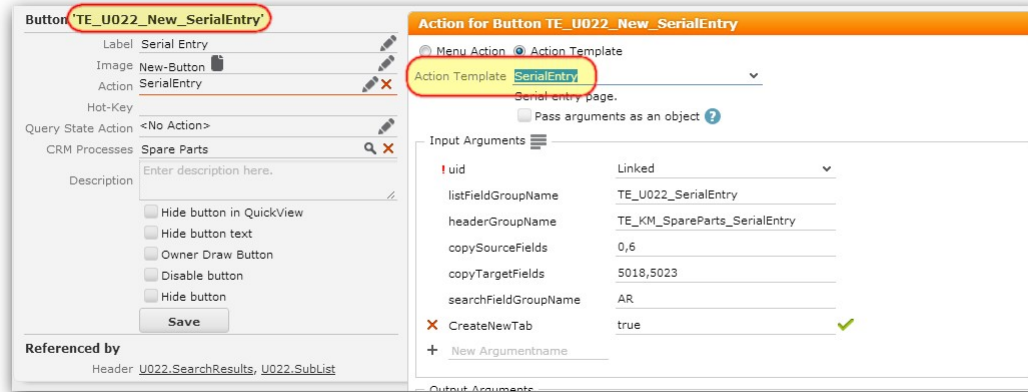 Button 'TE_U022_New_SerialEntry'
Label Serial Entry
Image New-Button
Action SerialEntry
Hot-Key
Query State Action <No Action>
CRM Processes Spare Parts
Description Enter description here.
Hide button in QuickView
Hide button text
Owner Draw Button
Disable button
Hide button
Save
Referenced by
Header U022.SearchResults, U022.SubList
Action for Button TE_U022_New_SerialEntry
Menu Action Action Template
Action Template SerialEntry
Serial entry page.
Pass arguments as an object ?
Input Arguments
! uid Linked
listFieldGroupName TE_U022_SerialEntry
headerGroupName TE_KM_SpareParts_SerialEntry
copySourceFields 0,6
copyTargetFields 5018,5023
searchFieldGroupName AR
CreateNewTab true
+ New Argumentname
Output Arguments